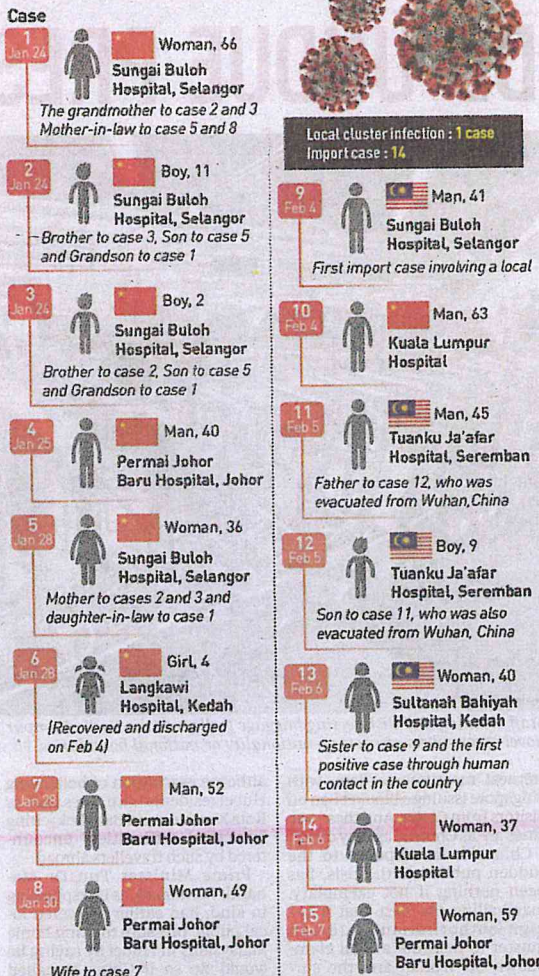 Case
1
Jan 24
Woman, 66
Sungai Buloh
Hospital, Selangor
The grandmother to case 2 and 3
Mother-in-law to case 5 and 8
2
Jan 24
Boy, 11
Sungai Buloh
Hospital, Selangor
Brother to case 3, Son to case 5
and Grandson to case 1
3
Jan 24
Boy, 2
Sungai Buloh
Hospital, Selangor
Brother to case 2, Son to case 5
and Grandson to case 1
4
Jan 25
Man, 40
Permai Johor
Baru Hospital, Johor
5
Jan 28
Woman, 36
Sungai Buloh
Hospital, Selangor
Mother to cases 2 and 3 and
daughter-in-law to case 1
6
Jan 28
Girl, 4
Langkawi
Hospital, Kedah
(Recovered and discharged
on Feb 4)
7
Jan 28
Man, 52
Permai Johor
Baru Hospital, Johor
8
Jan 30
Woman, 49
Permai Johor
Baru Hospital, Johor
Wife to case 7
Local cluster infection : 1 case
Import case : 14
9
Feb 4
Man, 41
Sungai Buloh
Hospital, Selangor
First import case involving a local
10
Feb 4
Man, 63
Kuala Lumpur
Hospital
11
Feb 5
Man, 45
Tuanku Ja'afar
Hospital, Seremban
Father to case 12, who was
evacuated from Wuhan,China
12
Feb 5
Boy, 9
Tuanku Ja'afar
Hospital, Seremban
Son to case 11, who was also
evacuated from Wuhan, China
13
Feb 6
Woman, 40
Sultanah Bahiyah
Hospital, Kedah
Sister to case 9 and the first
positive case through human
contact in the country
14
Feb 6
Woman, 37
Kuala Lumpur
Hospital
15
Feb 7
Woman, 59
Permai Johor
Baru Hospital, Johor